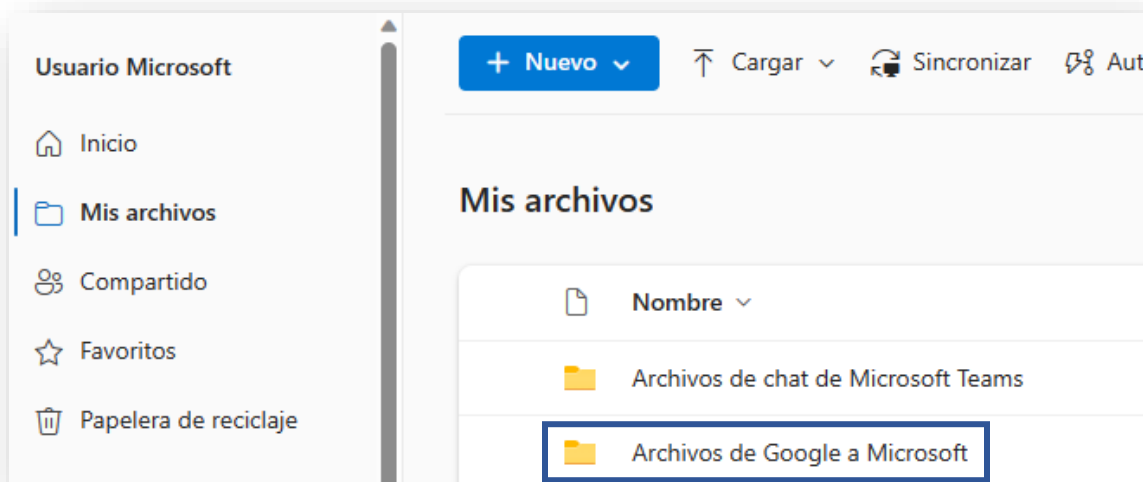 Usuario Microsoft
Inicio
Mis archivos
Compartido
Favoritos
Papelera de reciclaje
Nuevo
Cargar
Sincronizar
Aut
Mis archivos
Nombre
Archivos de chat de Microsoft Teams
Archivos de Google a Microsoft